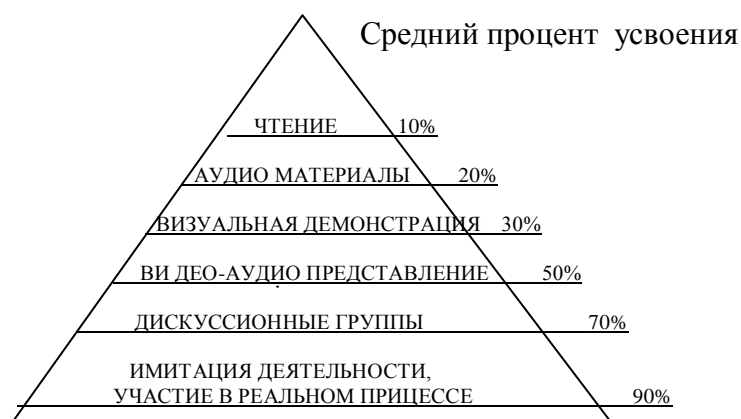 Средний процент усвоения
ЧТЕНИЕ 10%
АУДИО МАТЕРИАЛЫ 20%
ВИЗУАЛЬНАЯ ДЕМОНСТРАЦИЯ 30%
ВИ ДЕО-АУДИО ПРЕДСТАВЛЕНИЕ 50%
ДИСКУССИОННЫЕ ГРУППЫ 70%
ИМИТАЦИЯ ДЕЯТЕЛЬНОСТИ,
УЧАСТИЕ В РЕАЛЬНОМ ПРИЦЕССЕ 90%